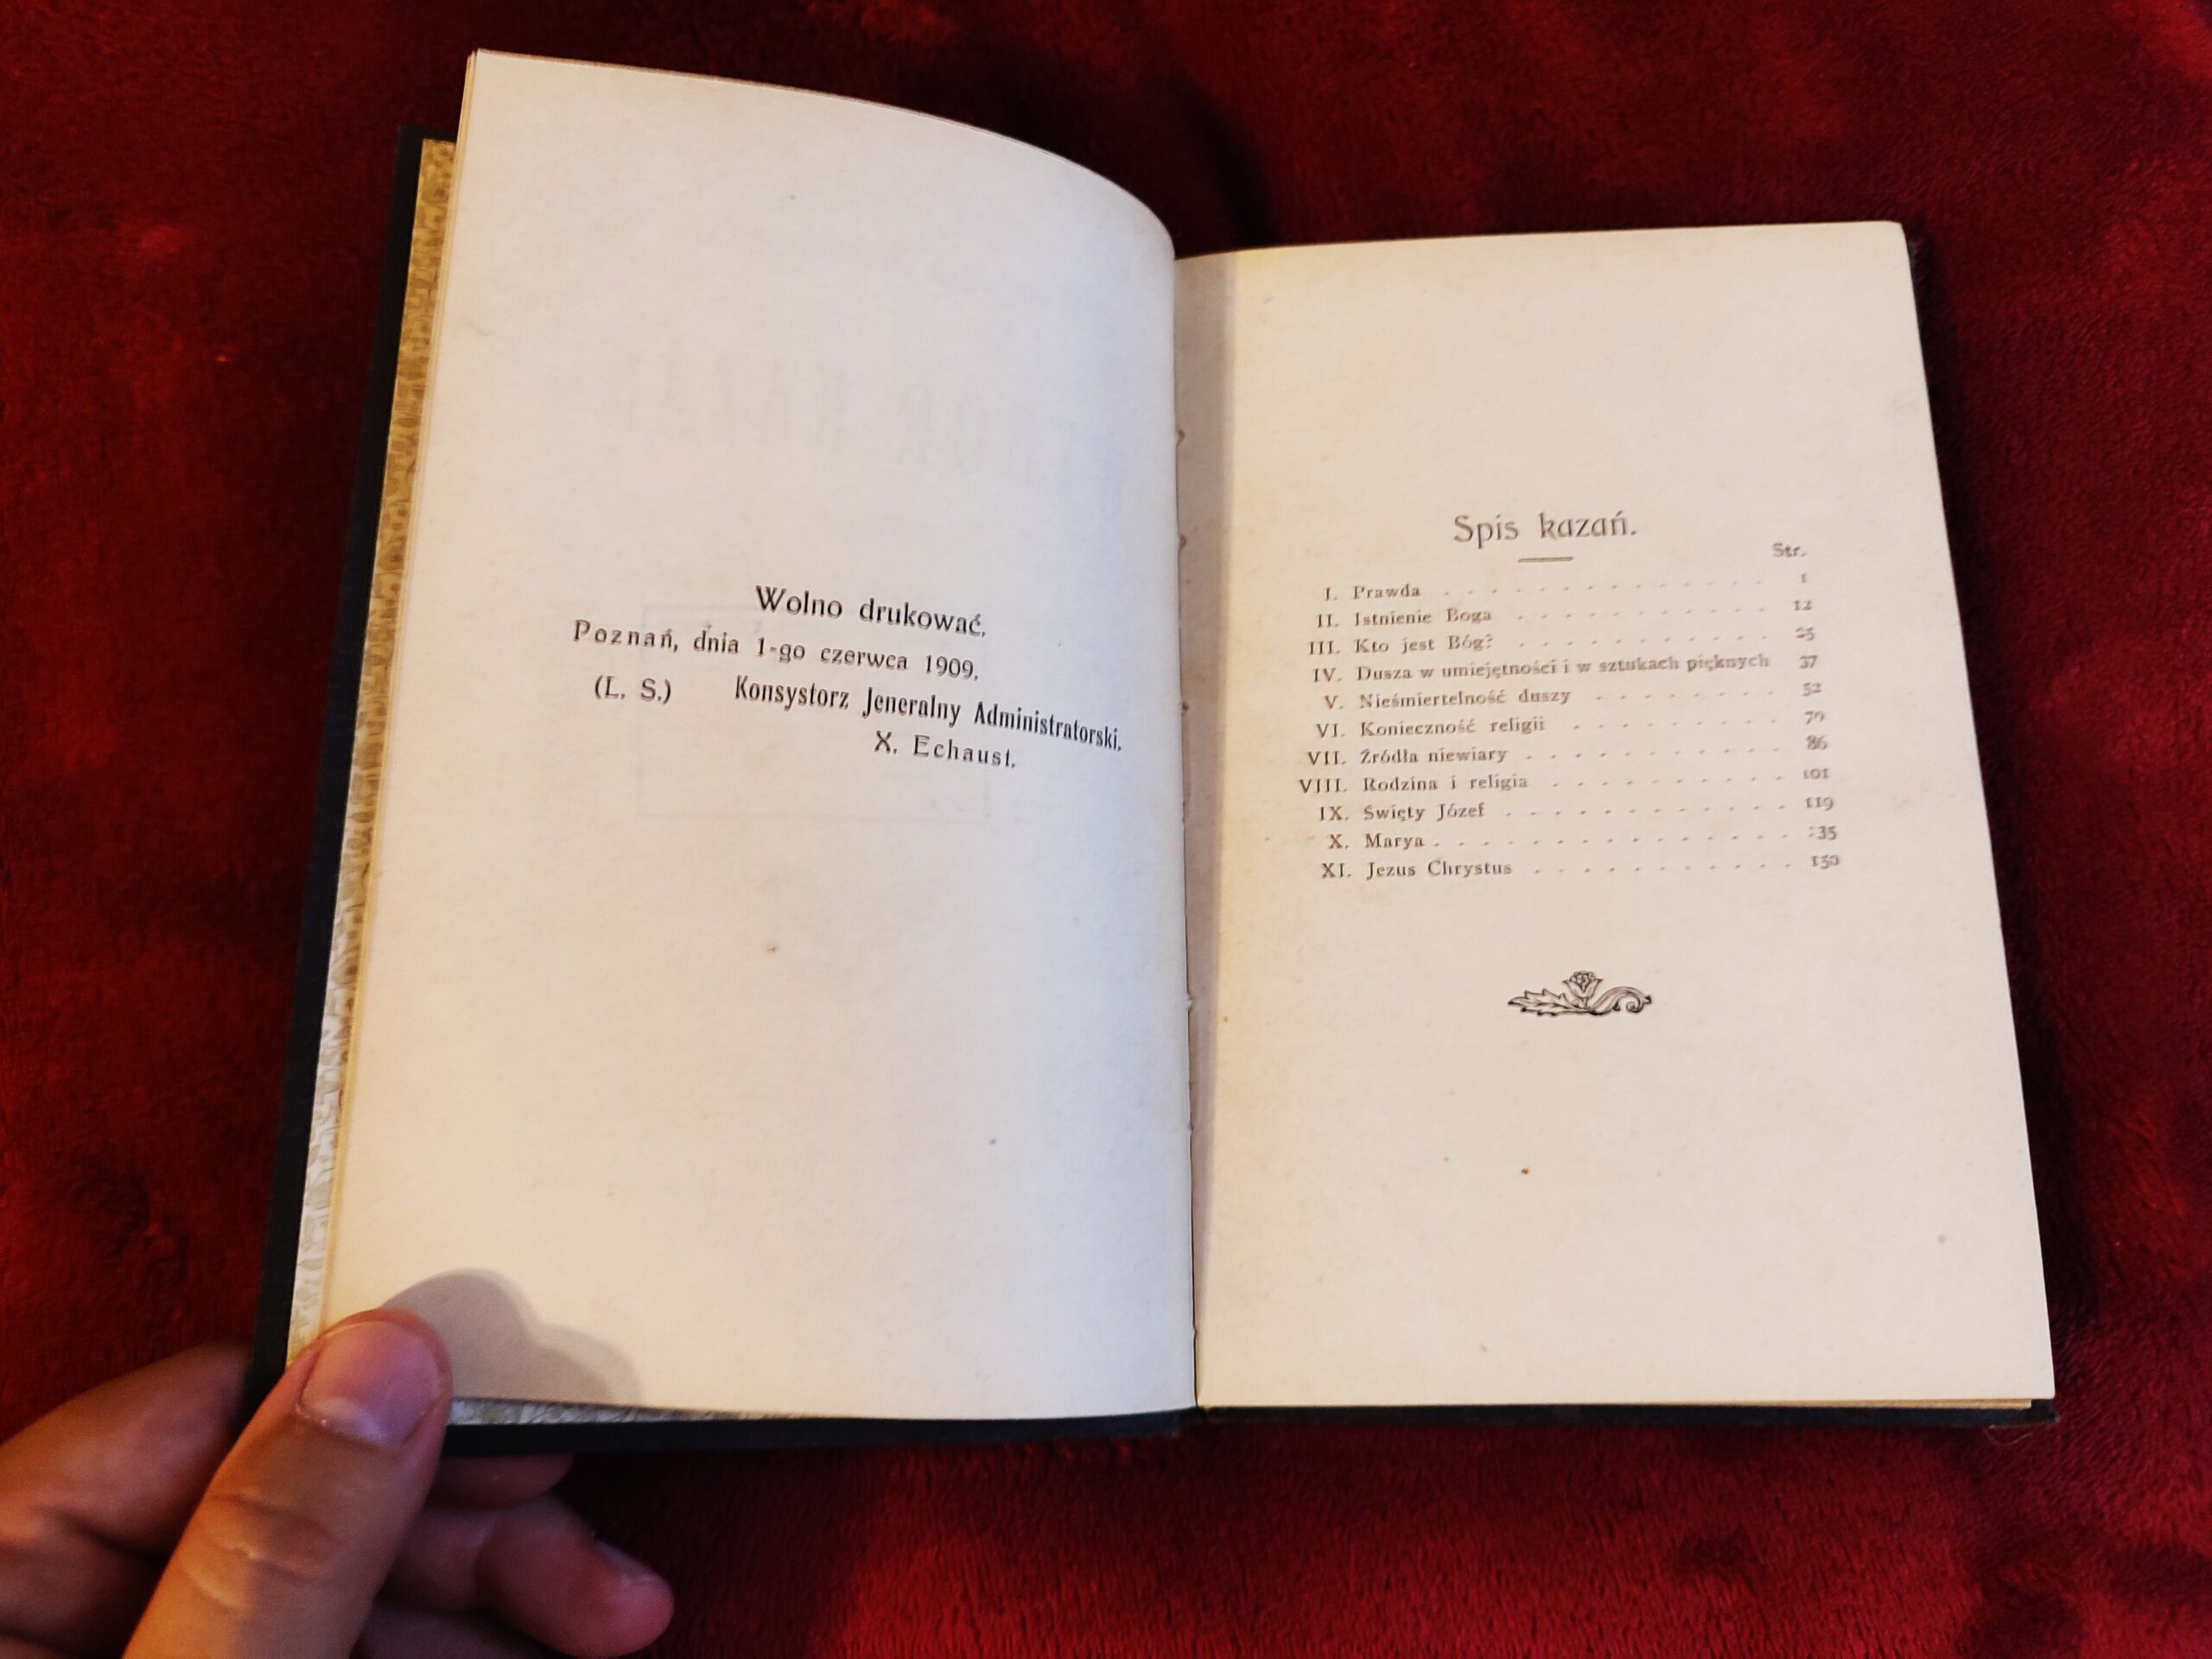 Wolno drukować.
Poznań, dnia 1-go czerwca 1909.
(L. S.) Konsystorz Jeneralny Administratorski.
X. Echaust.
Spis kazań.
Str.
I. Prawda . . . . . . . . . . . . . 1
II. Istnienie Boga . . . . . . . . . . 12
III. Kto jest Bóg? . . . . . . . . . . 25
IV. Dusza w umiejętności i w sztukach pięknych 37
V. Nieśmiertelność duszy . . . . . . . . 52
VI. Konieczność religii . . . . . . . . . 70
VII. Źródła niewiary . . . . . . . . . . 86
VIII. Rodzina i religia . . . . . . . . . . 101
IX. Święty Józef . . . . . . . . . . . 119
X. Marya . . . . . . . . . . . . . . 135
XI. Jezus Chrystus . . . . . . . . . . . 150